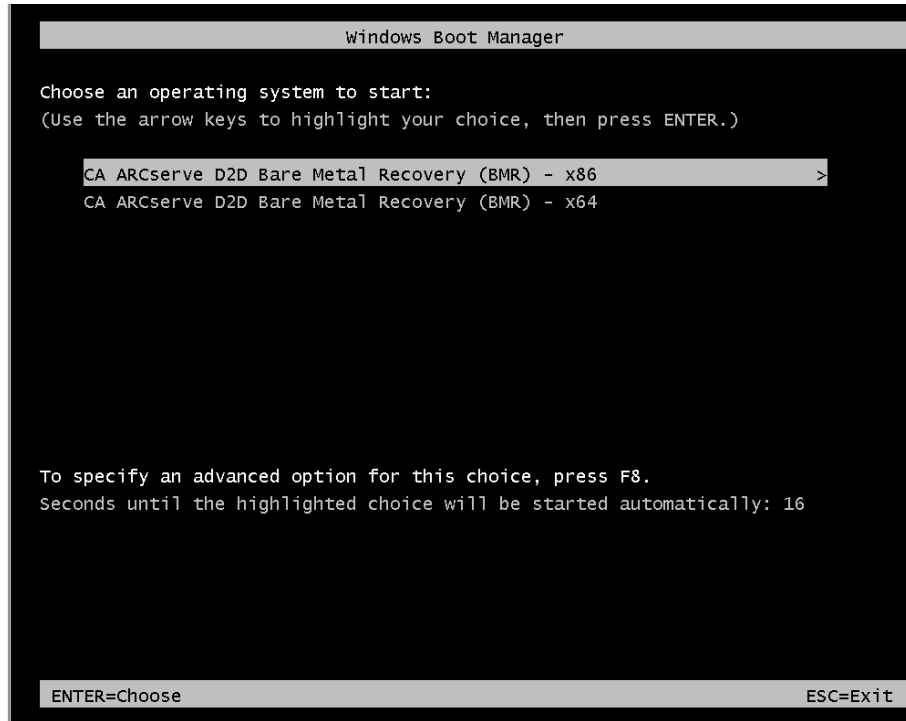 Windows Boot Manager
Choose an operating system to start:
(Use the arrow keys to highlight your choice, then press ENTER.)
CA ARCserve D2D Bare Metal Recovery (BMR) - x86 >
CA ARCserve D2D Bare Metal Recovery (BMR) - x64
To specify an advanced option for this choice, press F8.
Seconds until the highlighted choice will be started automatically: 16
ENTER=Choose ESC=Exit